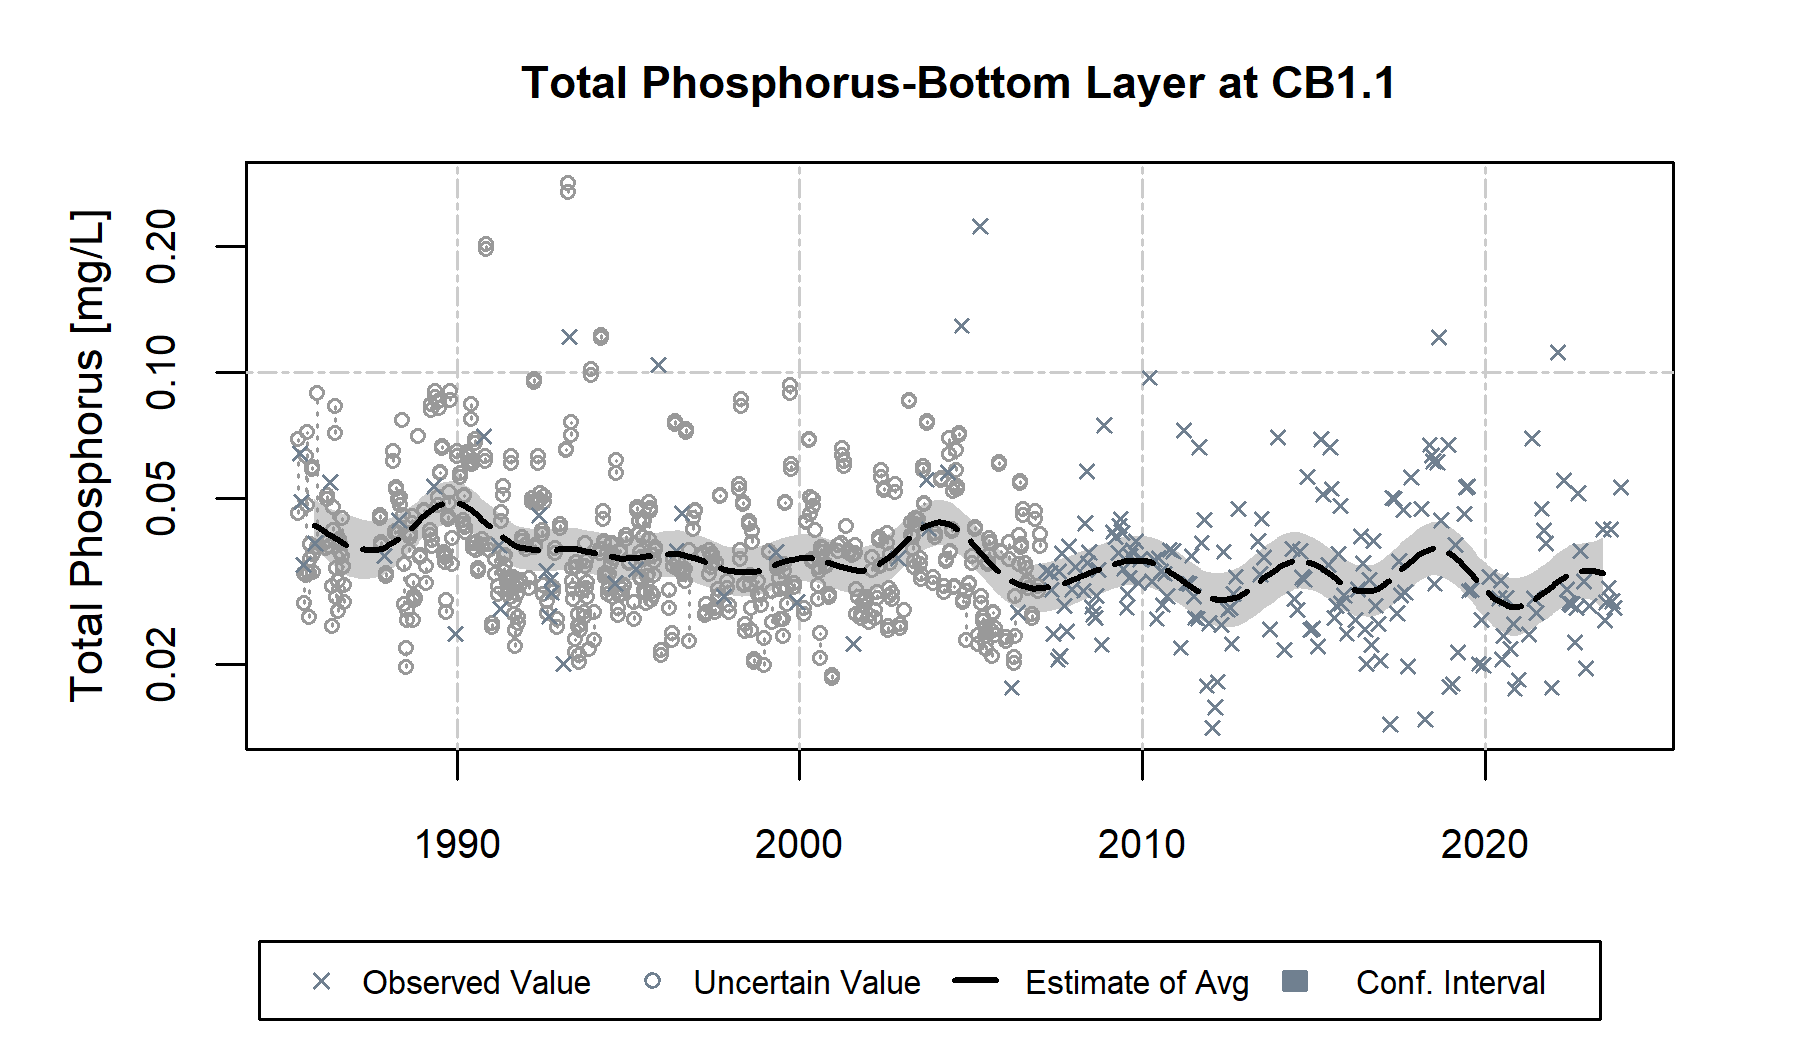 Total Phosphorus-Bottom Layer at CB1.1
Total Phosphorus [mg/L]
0.20
0.10
0.05
0.02
1990 2000 2010 2020
Observed Value Uncertain Value Estimate of Avg Conf. Interval